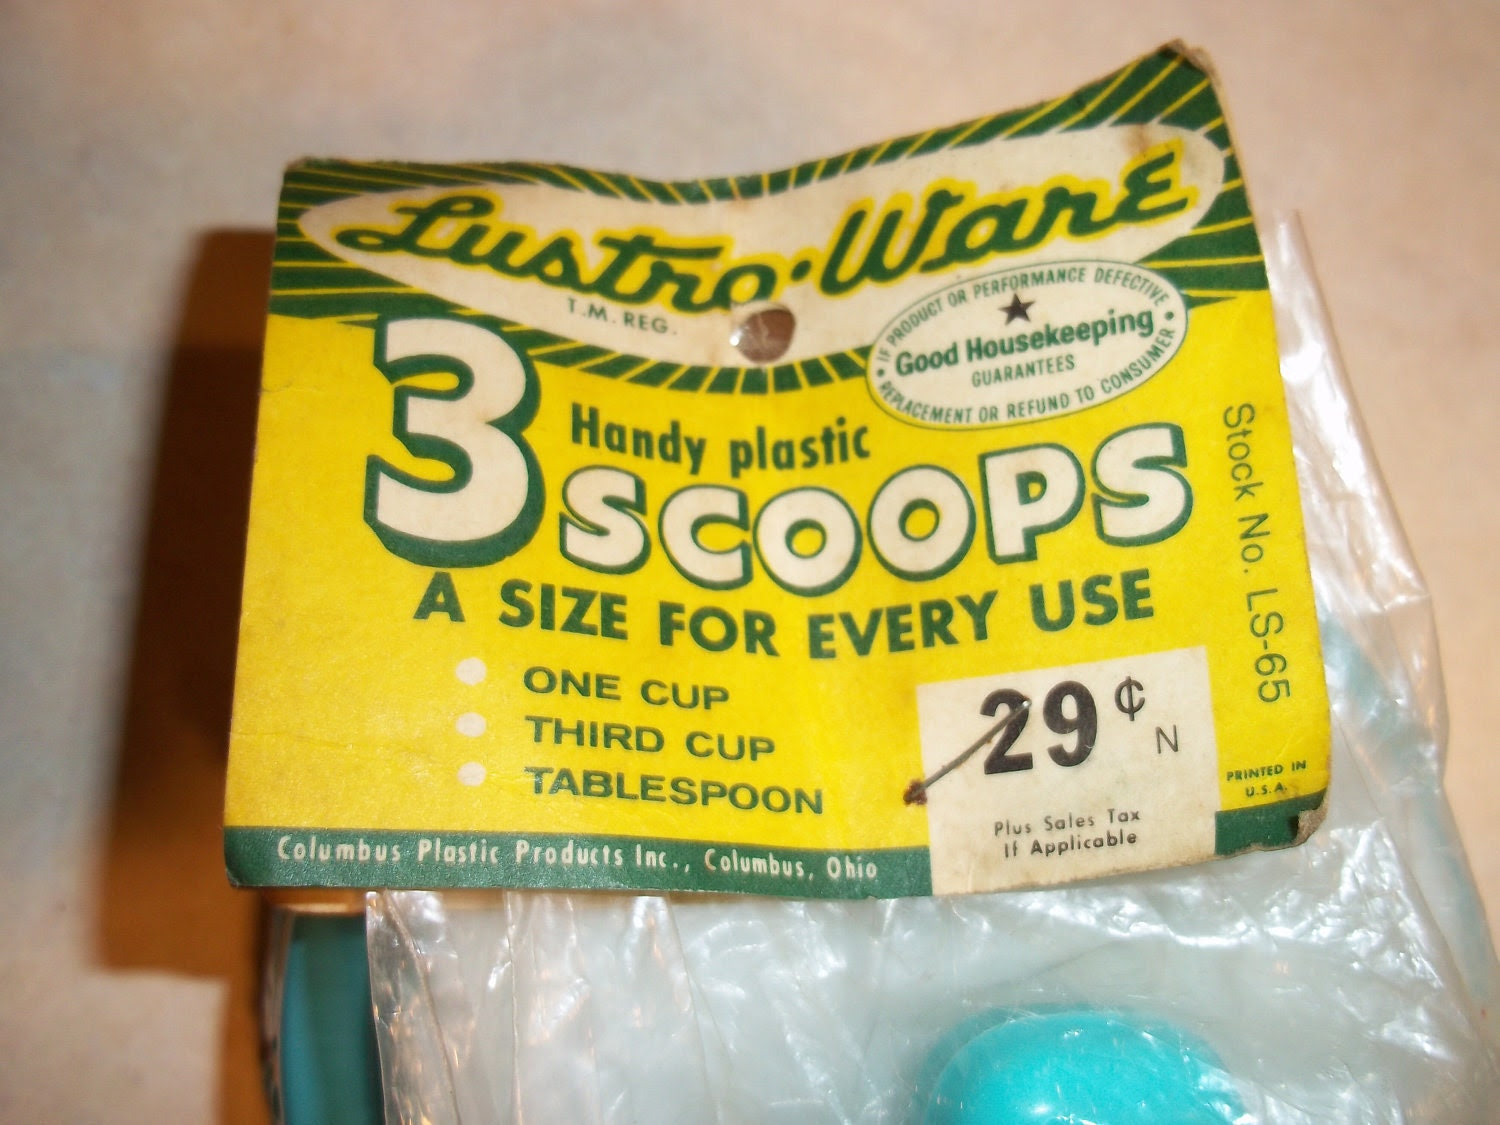 Lustro·Ware
T.M. REG.
• IF PRODUCT OR PERFORMANCE DEFECTIVE •
★
Good Housekeeping
GUARANTEES
REPLACEMENT OR REFUND TO CONSUMER
3
Handy plastic
SCOOPS
A SIZE FOR EVERY USE
ONE CUP
THIRD CUP
TABLESPOON
Stock No. LS-65
29¢
N
Plus Sales Tax
If Applicable
PRINTED IN
U.S.A.
Columbus Plastic Products Inc., Columbus, Ohio